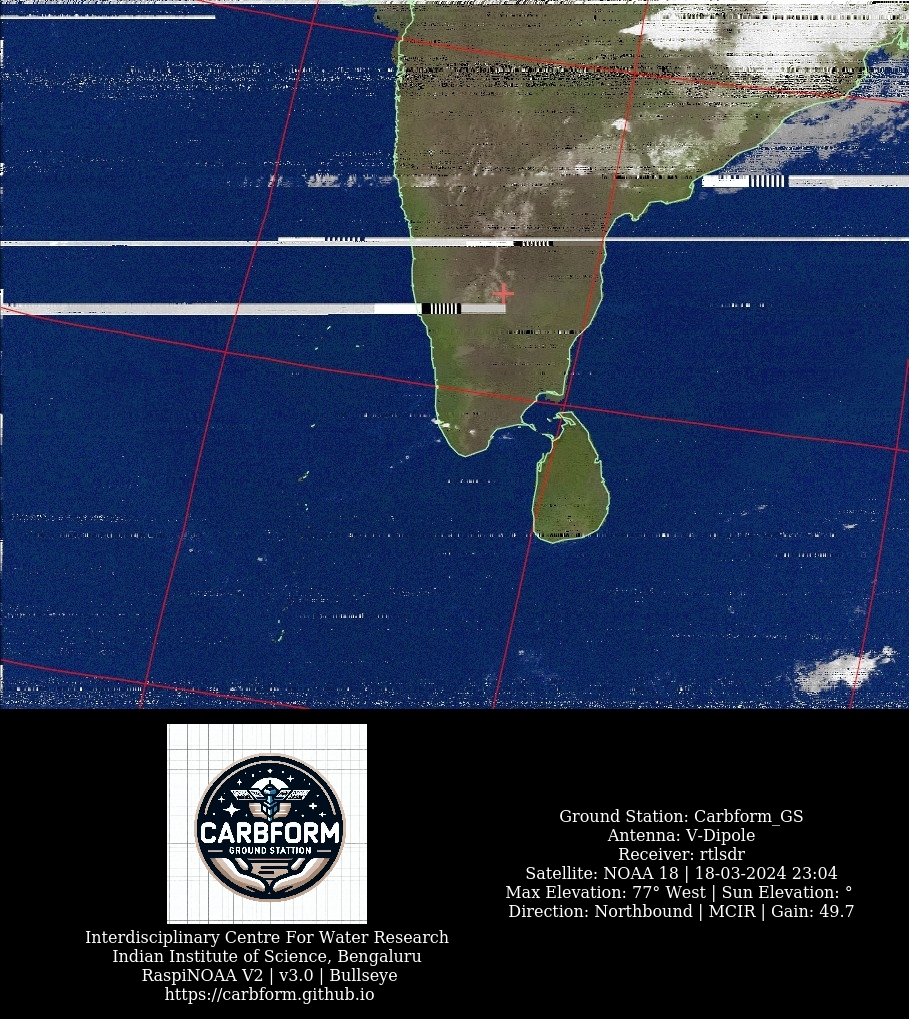 CARBFORM
GROUND STATTION
Interdisciplinary Centre For Water Research
Indian Institute of Science, Bengaluru
RaspiNOAA V2 | v3.0 | Bullseye
https://carbform.github.io
Ground Station: Carbform_GS
Antenna: V-Dipole
Receiver: rtlsdr
Satellite: NOAA 18 | 18-03-2024 23:04
Max Elevation: 77° West | Sun Elevation: °
Direction: Northbound | MCIR | Gain: 49.7